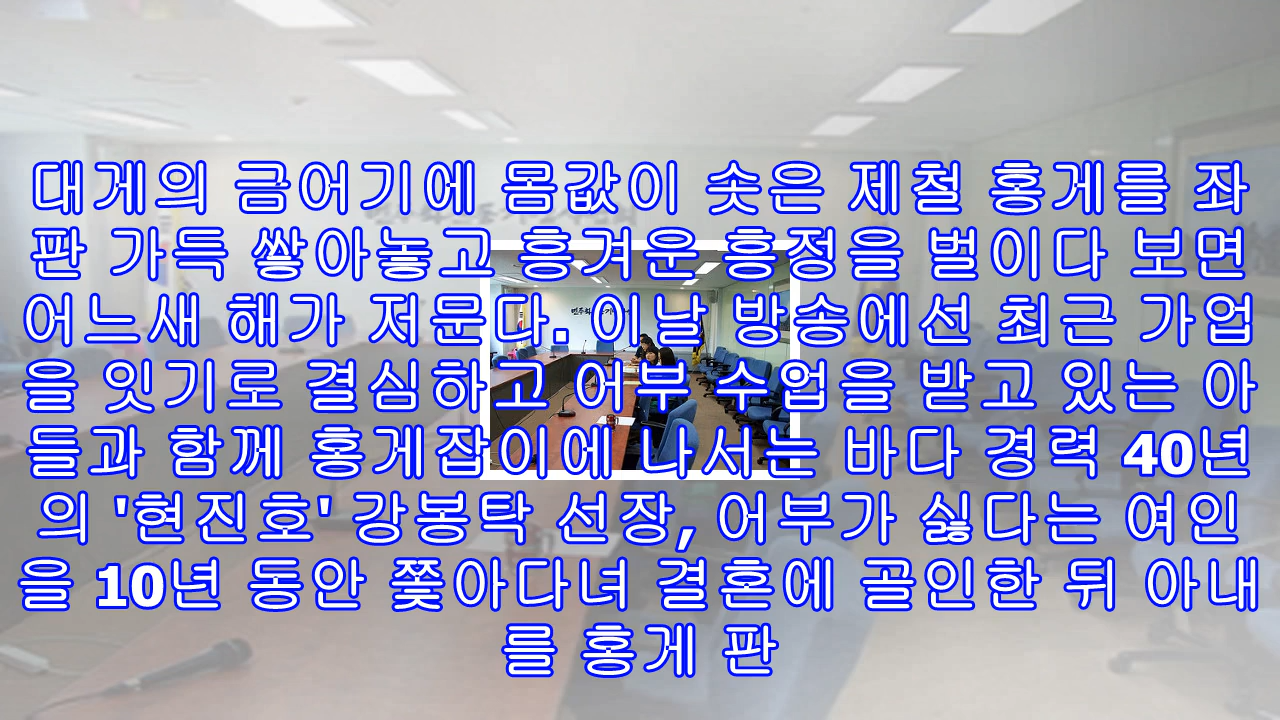 대게의 금어기에 몸값이 솟은 제철 홍게를 좌
판 가득 쌓아놓고 흥겨운 흥정을 벌이다 보면
어느새 해가 저문다. 이날 방송에선 최근 가업
을 잇기로 결심하고 어부 수업을 받고 있는 아
들과 함께 홍게잡이에 나서는 바다 경력 40년
의 '현진호' 강봉탁 선장, 어부가 싫다는 여인
을 10년 동안 쫓아다녀 결혼에 골인한 뒤 아내
를 홍게 판